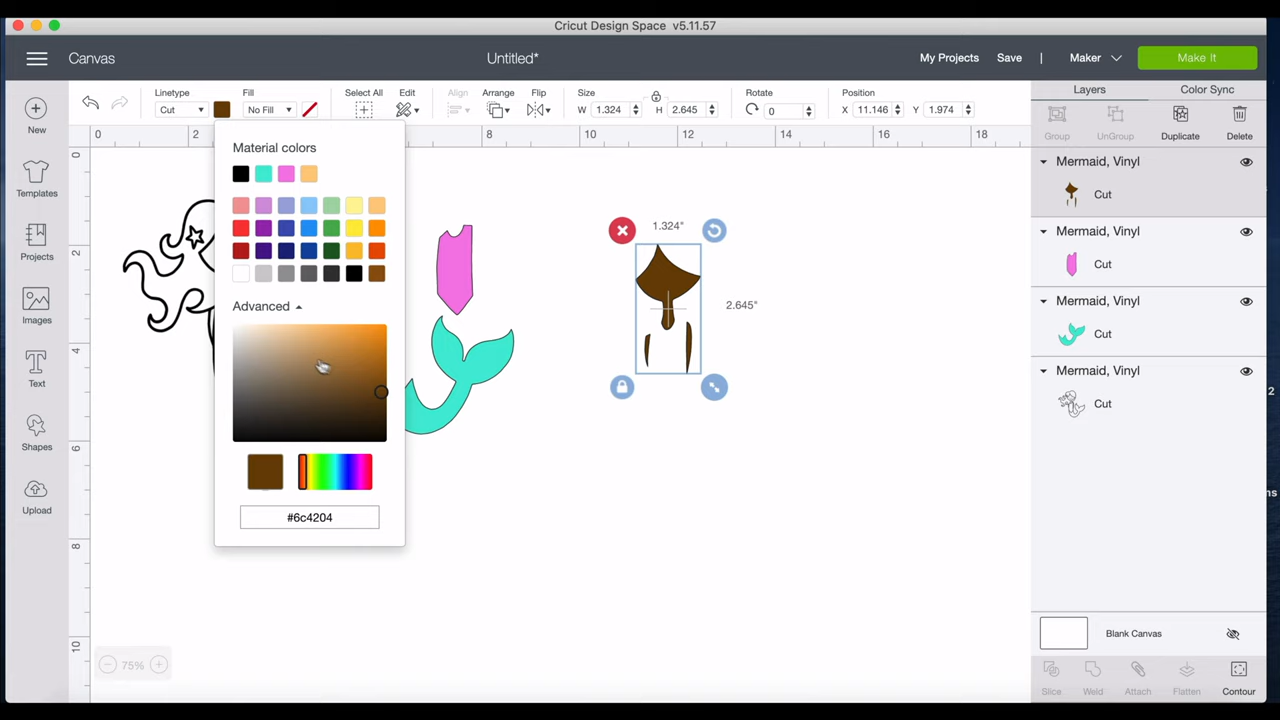 Cricut Design Space v5.11.57
Canvas
Untitled*
My Projects Save | Maker Make It
Linetype Fill Select All Edit Align Arrange Flip Size Rotate Position
Cut No Fill W 1.324 H 2.645 0 X 11.146 Y 1.974
Layers Color Sync
Group UnGroup Duplicate Delete
0 2 8 10 12 14 16 18
0
2
4
6
8
10
New
Templates
Projects
Images
Text
Shapes
Upload
Material colors
Advanced
#6c4204
1.324"
2.645"
Mermaid, Vinyl
Cut
Mermaid, Vinyl
Cut
Mermaid, Vinyl
Cut
Mermaid, Vinyl
Cut
Blank Canvas
75%
Slice Weld Attach Flatten Contour